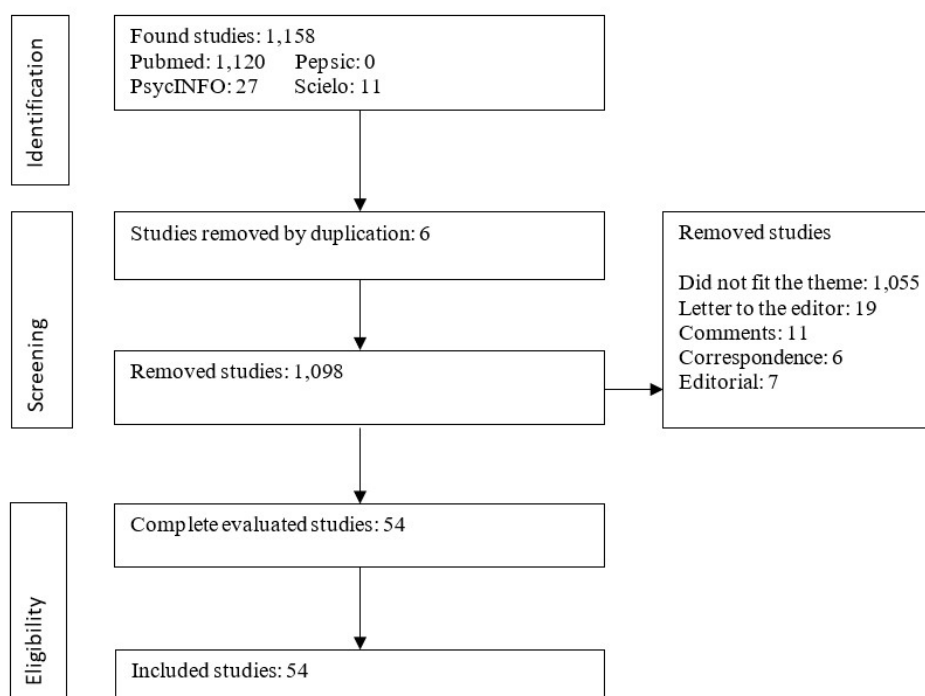 Identification
Found studies: 1,158
Pubmed: 1,120 Pepsic: 0
PsycINFO: 27 Scielo: 11
Screening
Studies removed by duplication: 6
Removed studies: 1,098
Removed studies
Did not fit the theme: 1,055
Letter to the editor: 19
Comments: 11
Correspondence: 6
Editorial: 7
Eligibility
Complete evaluated studies: 54
Included studies: 54